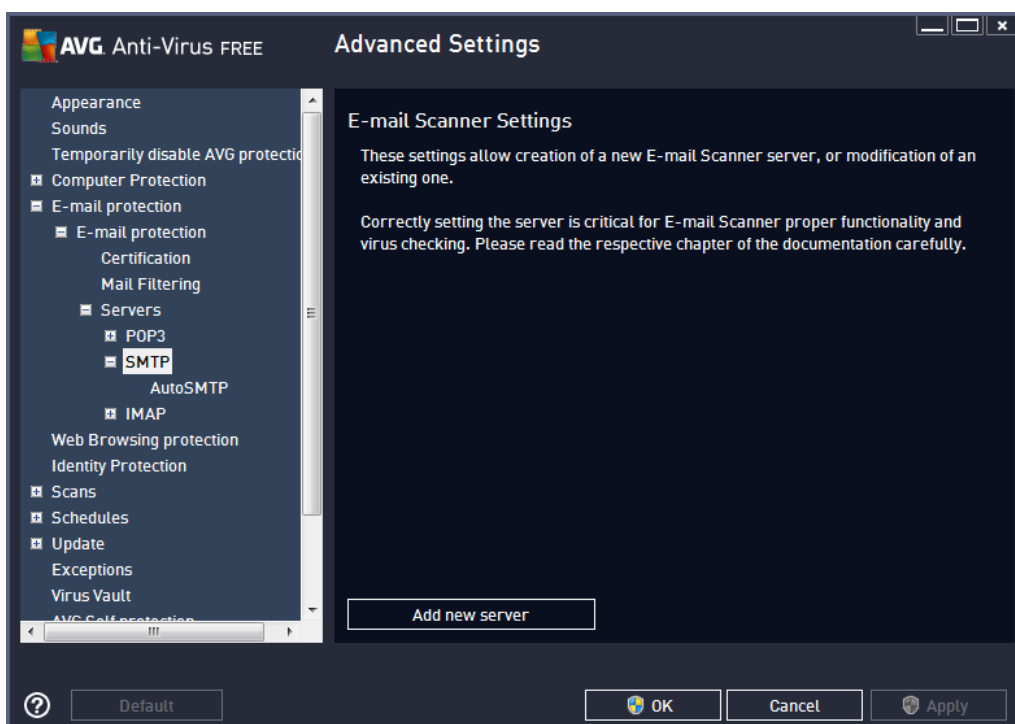 AVG. Anti-Virus FREE
Advanced Settings
Appearance
Sounds
Temporarily disable AVG protectio
Computer Protection
E-mail protection
E-mail protection
Certification
Mail Filtering
Servers
POP3
SMTP
AutoSMTP
IMAP
Web Browsing protection
Identity Protection
Scans
Schedules
Update
Exceptions
Virus Vault
AVG Self protection
E-mail Scanner Settings
These settings allow creation of a new E-mail Scanner server, or modification of an
existing one.
Correctly setting the server is critical for E-mail Scanner proper functionality and
virus checking. Please read the respective chapter of the documentation carefully.
Add new server
Default
OK
Cancel
Apply